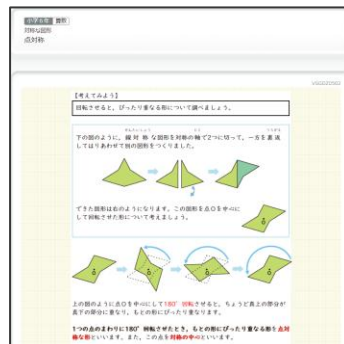 小学6年 算数
対称な図形
点対称
【考えてみよう】
回転させると、ぴったり重なる形について調べましょう。
下の図のように、線対称な図形を対称の軸で2つに切って、一方を裏返
してはりあわせて別の図形をつくりました。
できた図形は右のようになります。この図形を点Oを中心に
して回転させた形について考えましょう。
上の図のように点Oを中心にして180°回転させると、ちょうど真上の部分が
真下の部分に重なり、もとの形にぴったり重なります。
1つの点のまわりに180°回転させたとき、もとの形にぴったり重なる形を点対
称な形といいます。また、この点を対称の中心といいます。